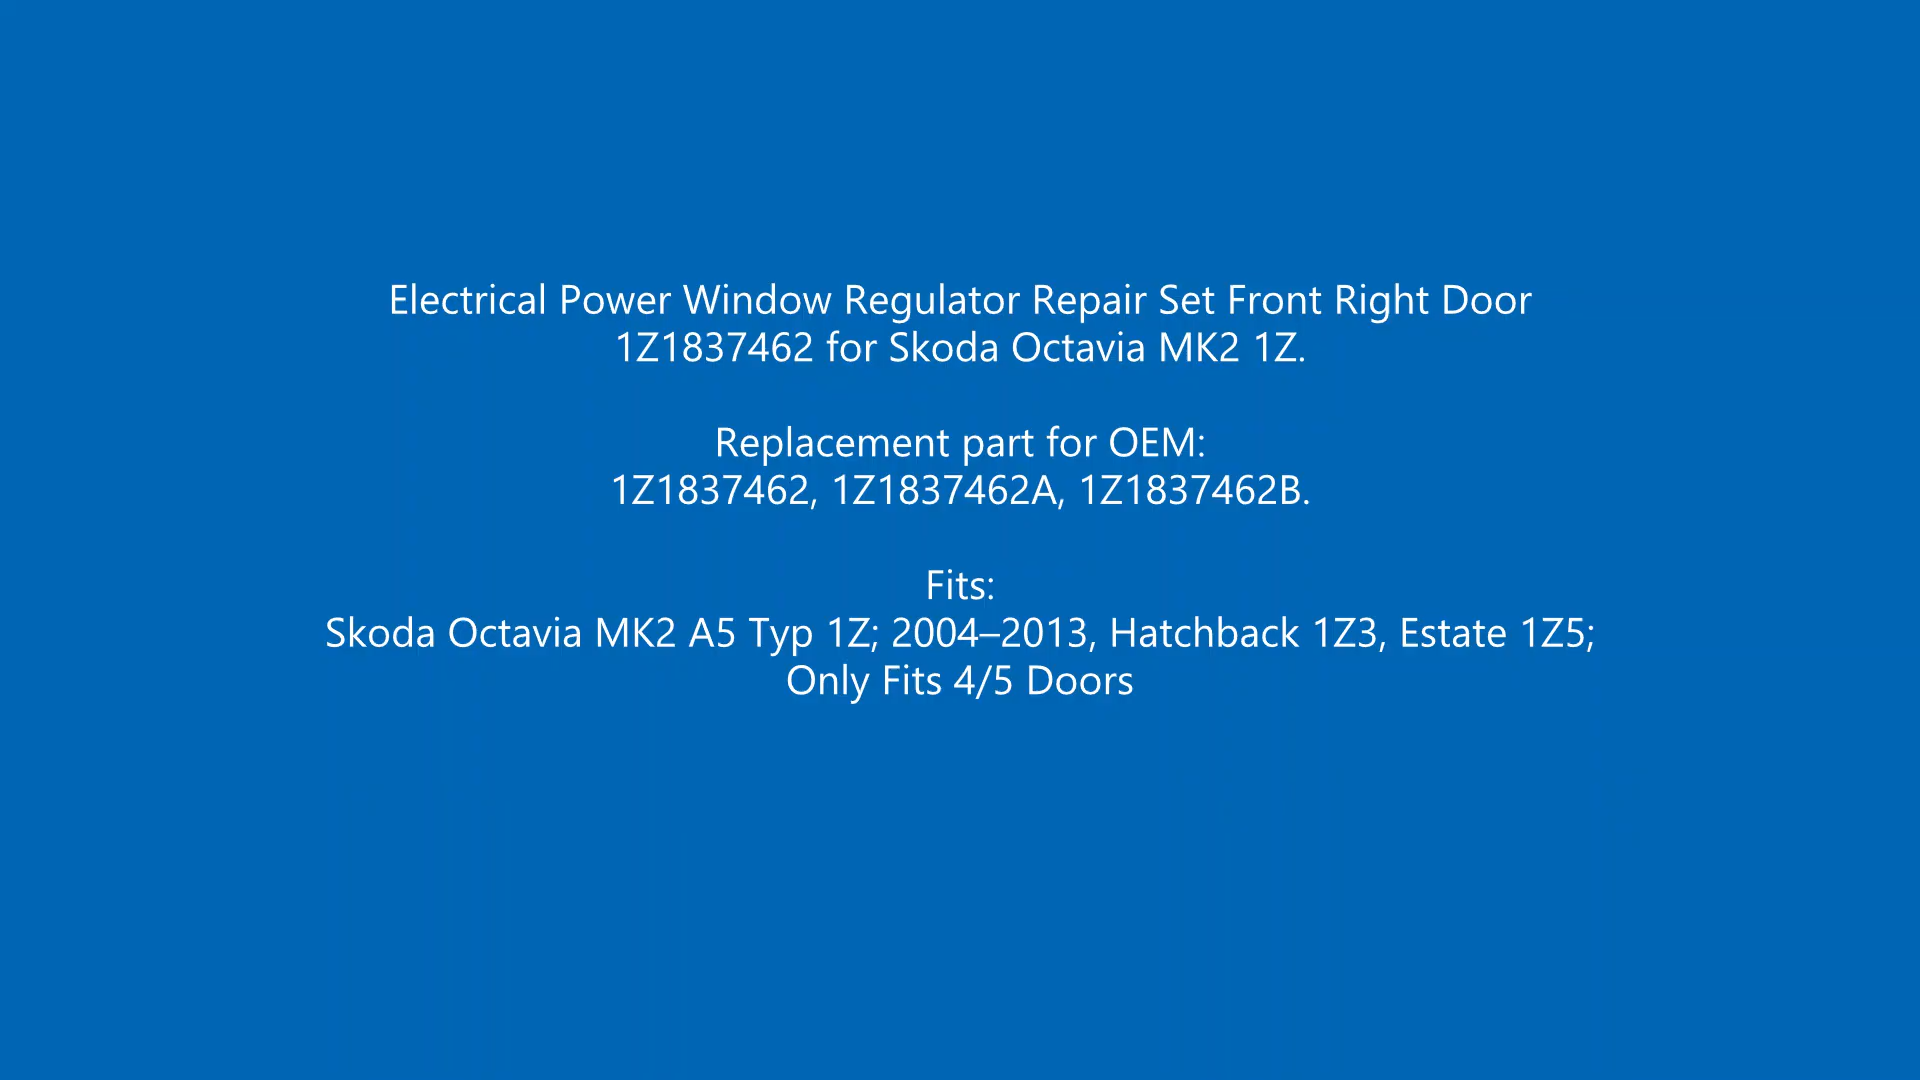 Electrical Power Window Regulator Repair Set Front Right Door
1Z1837462 for Skoda Octavia MK2 1Z.
Replacement part for OEM:
1Z1837462, 1Z1837462A, 1Z1837462B.
Fits:
Skoda Octavia MK2 A5 Typ 1Z; 2004–2013, Hatchback 1Z3, Estate 1Z5;
Only Fits 4/5 Doors